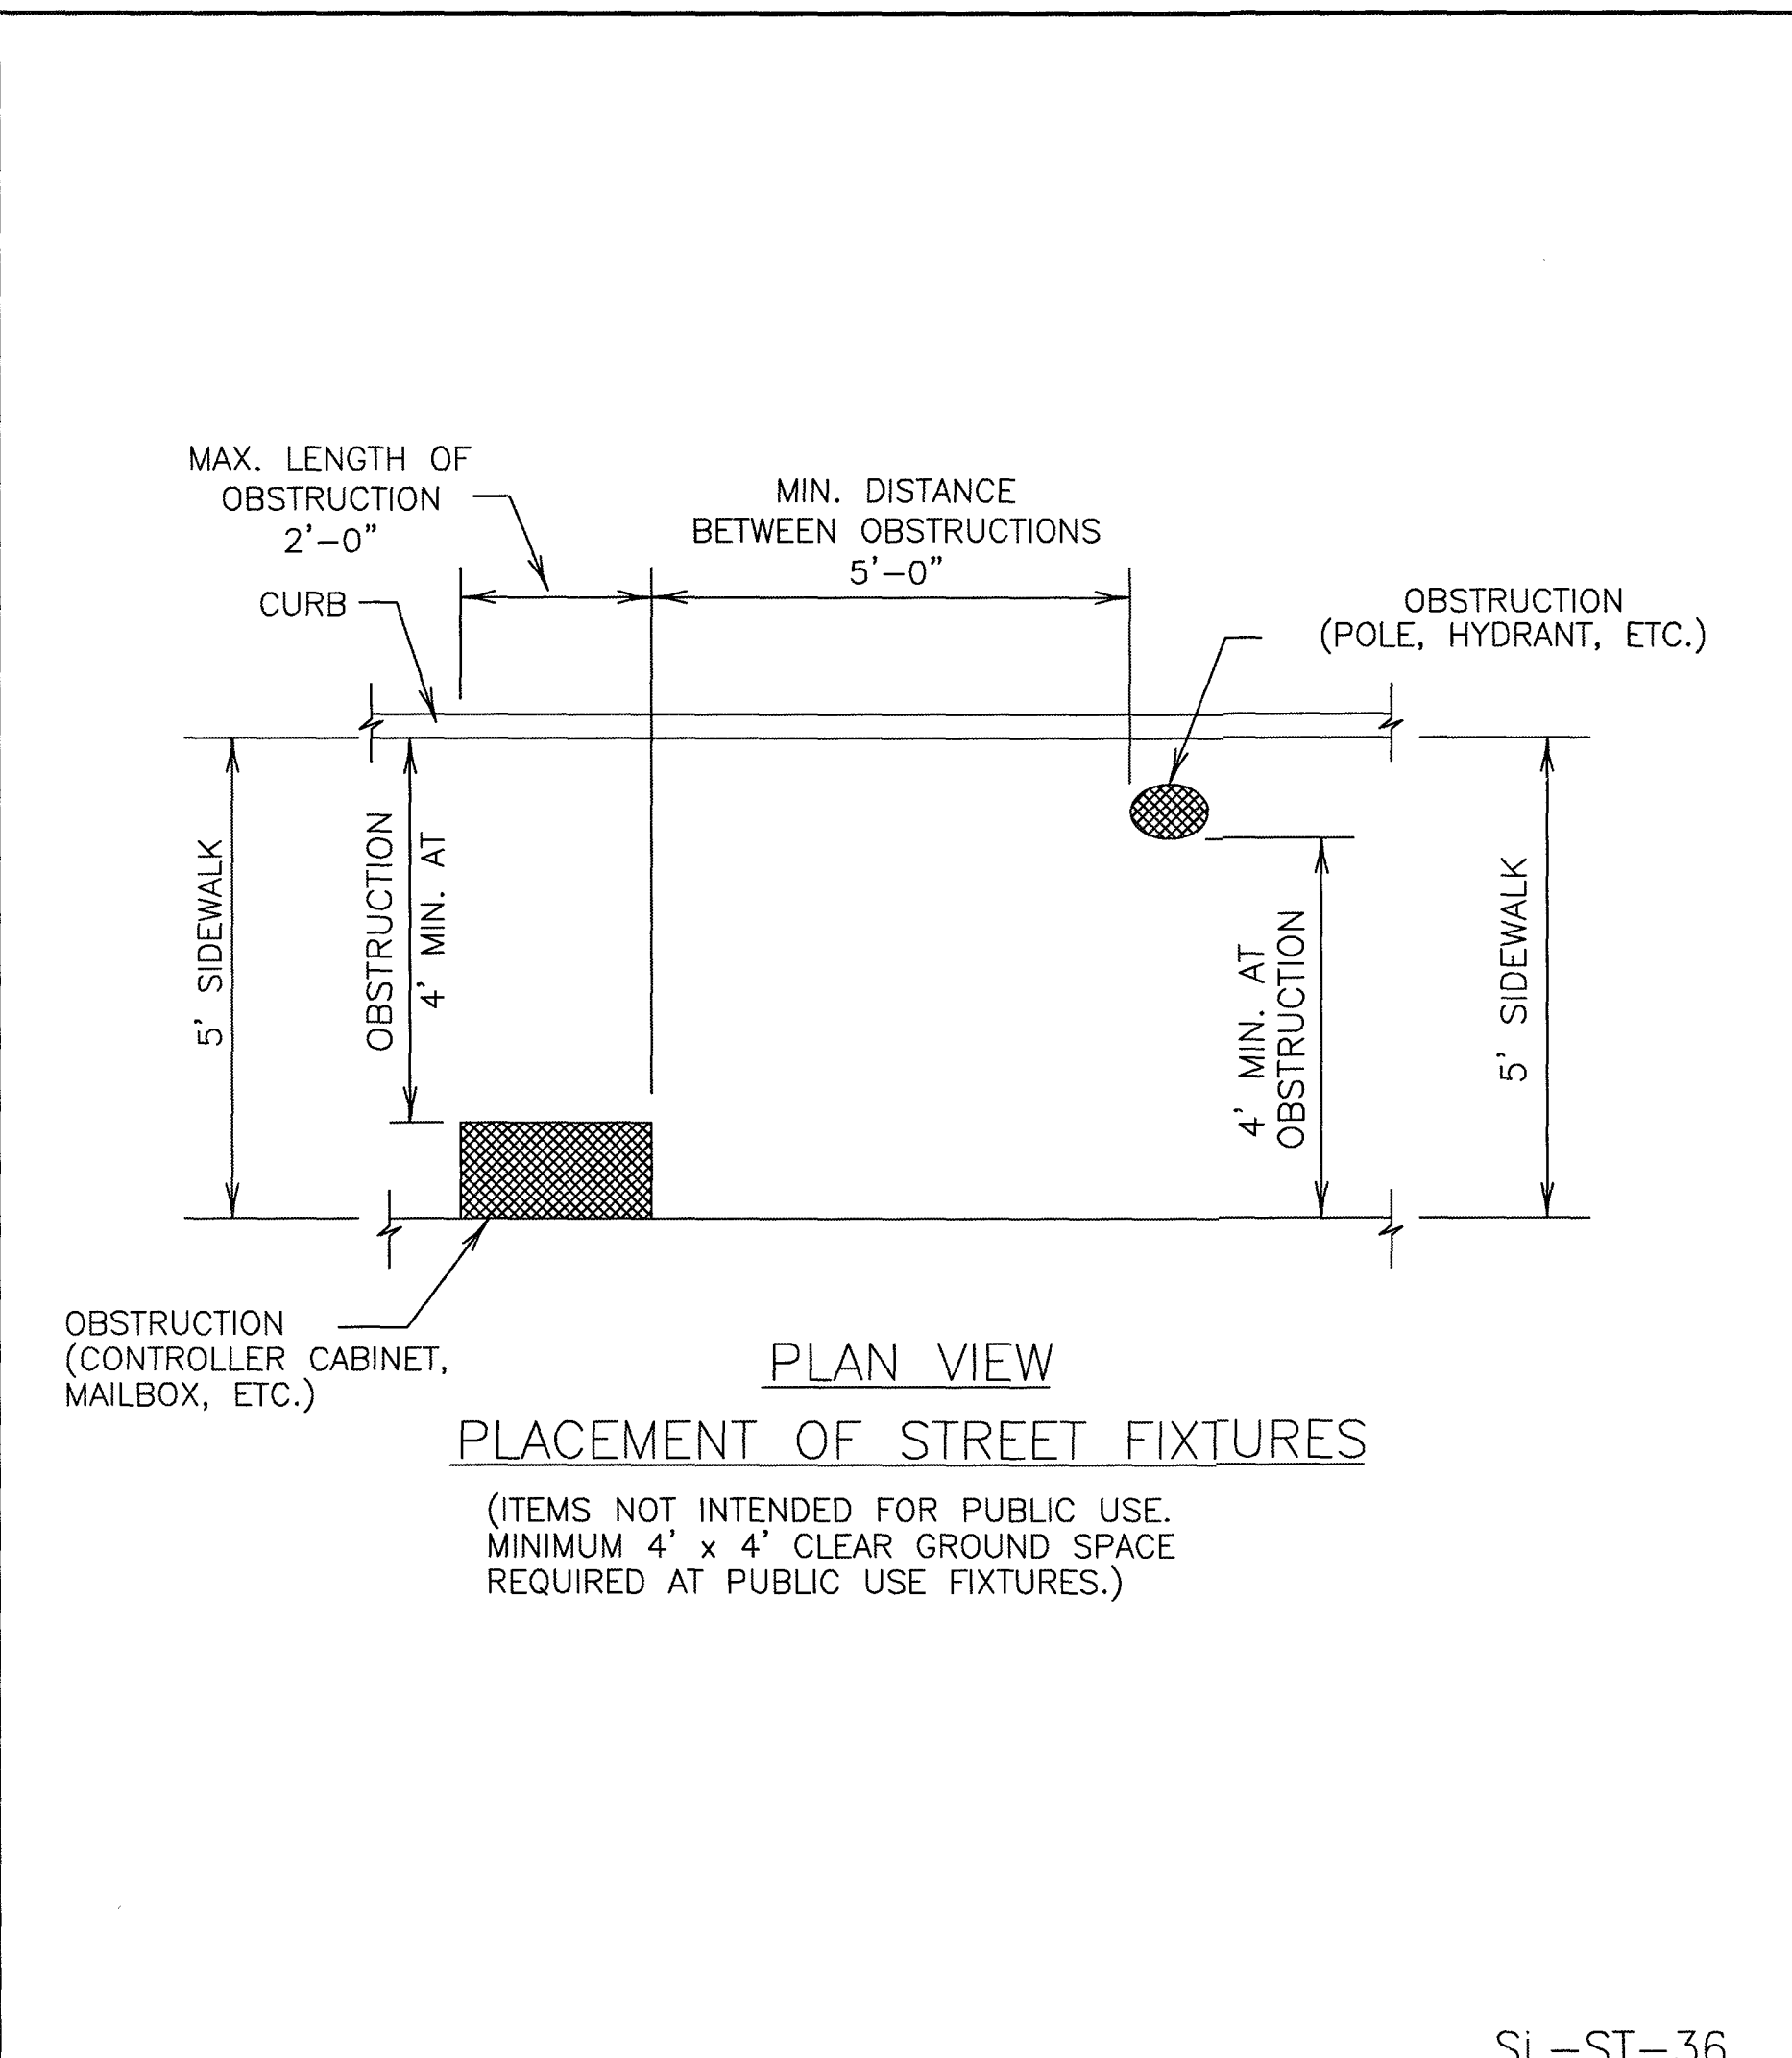 MAX. LENGTH OF
OBSTRUCTION
2'-0"
MIN. DISTANCE
BETWEEN OBSTRUCTIONS
5'-0"
CURB
OBSTRUCTION
(POLE, HYDRANT, ETC.)
5' SIDEWALK
OBSTRUCTION
4' MIN. AT
4' MIN. AT
OBSTRUCTION
5' SIDEWALK
OBSTRUCTION
(CONTROLLER CABINET,
MAILBOX, ETC.)
PLAN VIEW
PLACEMENT OF STREET FIXTURES
(ITEMS NOT INTENDED FOR PUBLIC USE.
MINIMUM 4' x 4' CLEAR GROUND SPACE
REQUIRED AT PUBLIC USE FIXTURES.)